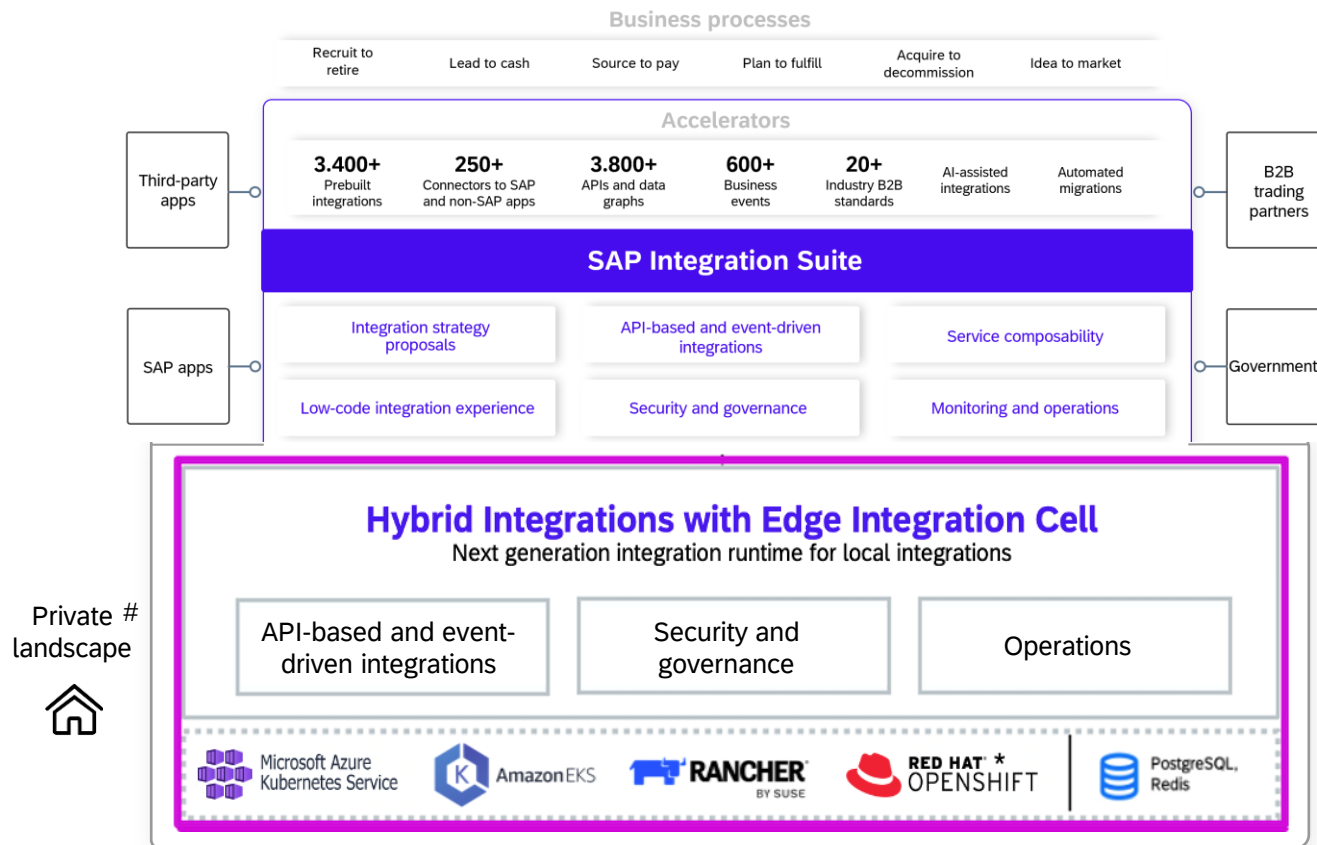 Business processes
Recruit to
retire
Lead to cash
Source to pay
Plan to fulfill
Acquire to
decommission
Idea to market
Accelerators
3.400+
Prebuilt
integrations
250+
Connectors to SAP
and non-SAP apps
3.800+
APIs and data
graphs
600+
Business
events
20+
Industry B2B
standards
AI-assisted
integrations
Automated
migrations
Third-party
apps
B2B
trading
partners
SAP Integration Suite
Integration strategy
proposals
API-based and event-driven
integrations
Service composability
SAP apps
Government
Low-code integration experience
Security and governance
Monitoring and operations
Hybrid Integrations with Edge Integration Cell
Next generation integration runtime for local integrations
Private #
landscape
API-based and event-
driven integrations
Security and
governance
Operations
Microsoft Azure
Kubernetes Service
K
Amazon EKS
RANCHER
BY SUSE
RED HAT *
OPENSHIFT
PostgreSQL,
Redis